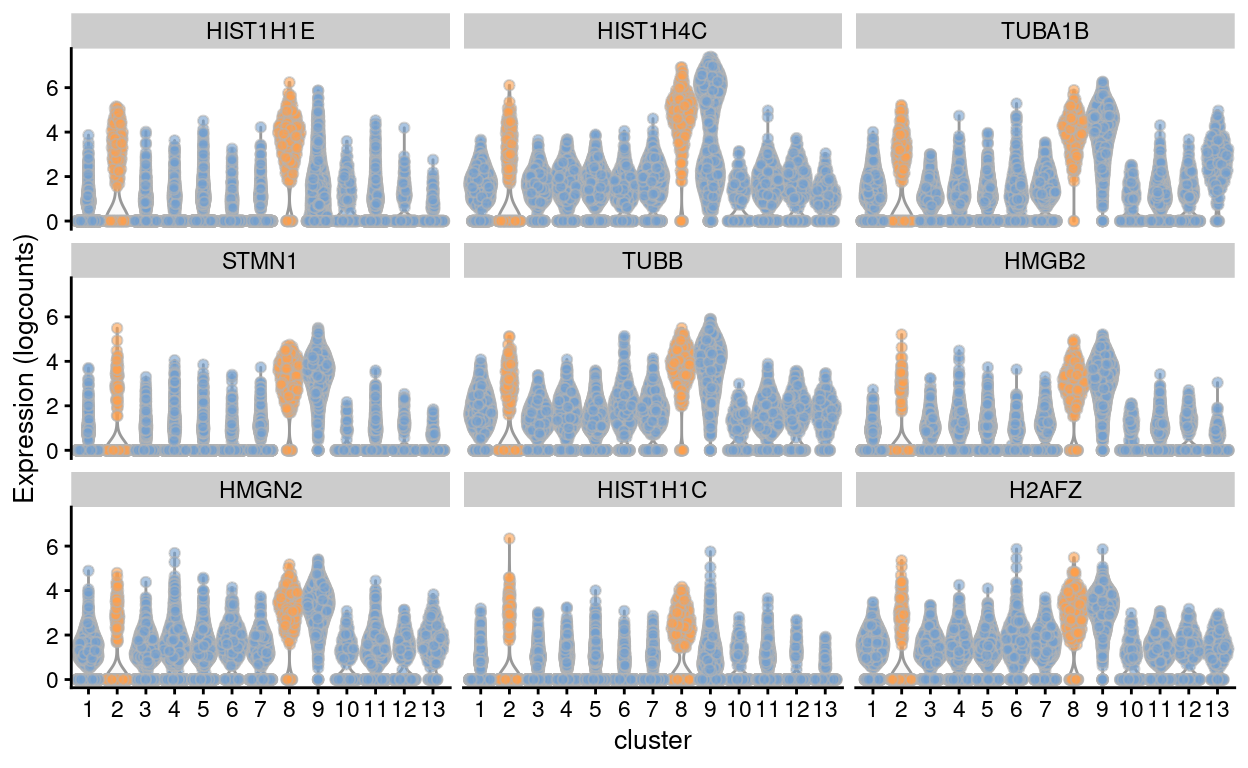 HIST1H1E HIST1H4C TUBA1B
6
4
2
0
STMN1 TUBB HMGB2
6
4
2
0
HMGN2 HIST1H1C H2AFZ
6
4
2
0
1 2 3 4 5 6 7 8 9 10 11 12 13 1 2 3 4 5 6 7 8 9 10 11 12 13 1 2 3 4 5 6 7 8 9 10 11 12 13
cluster
Expression (logcounts)